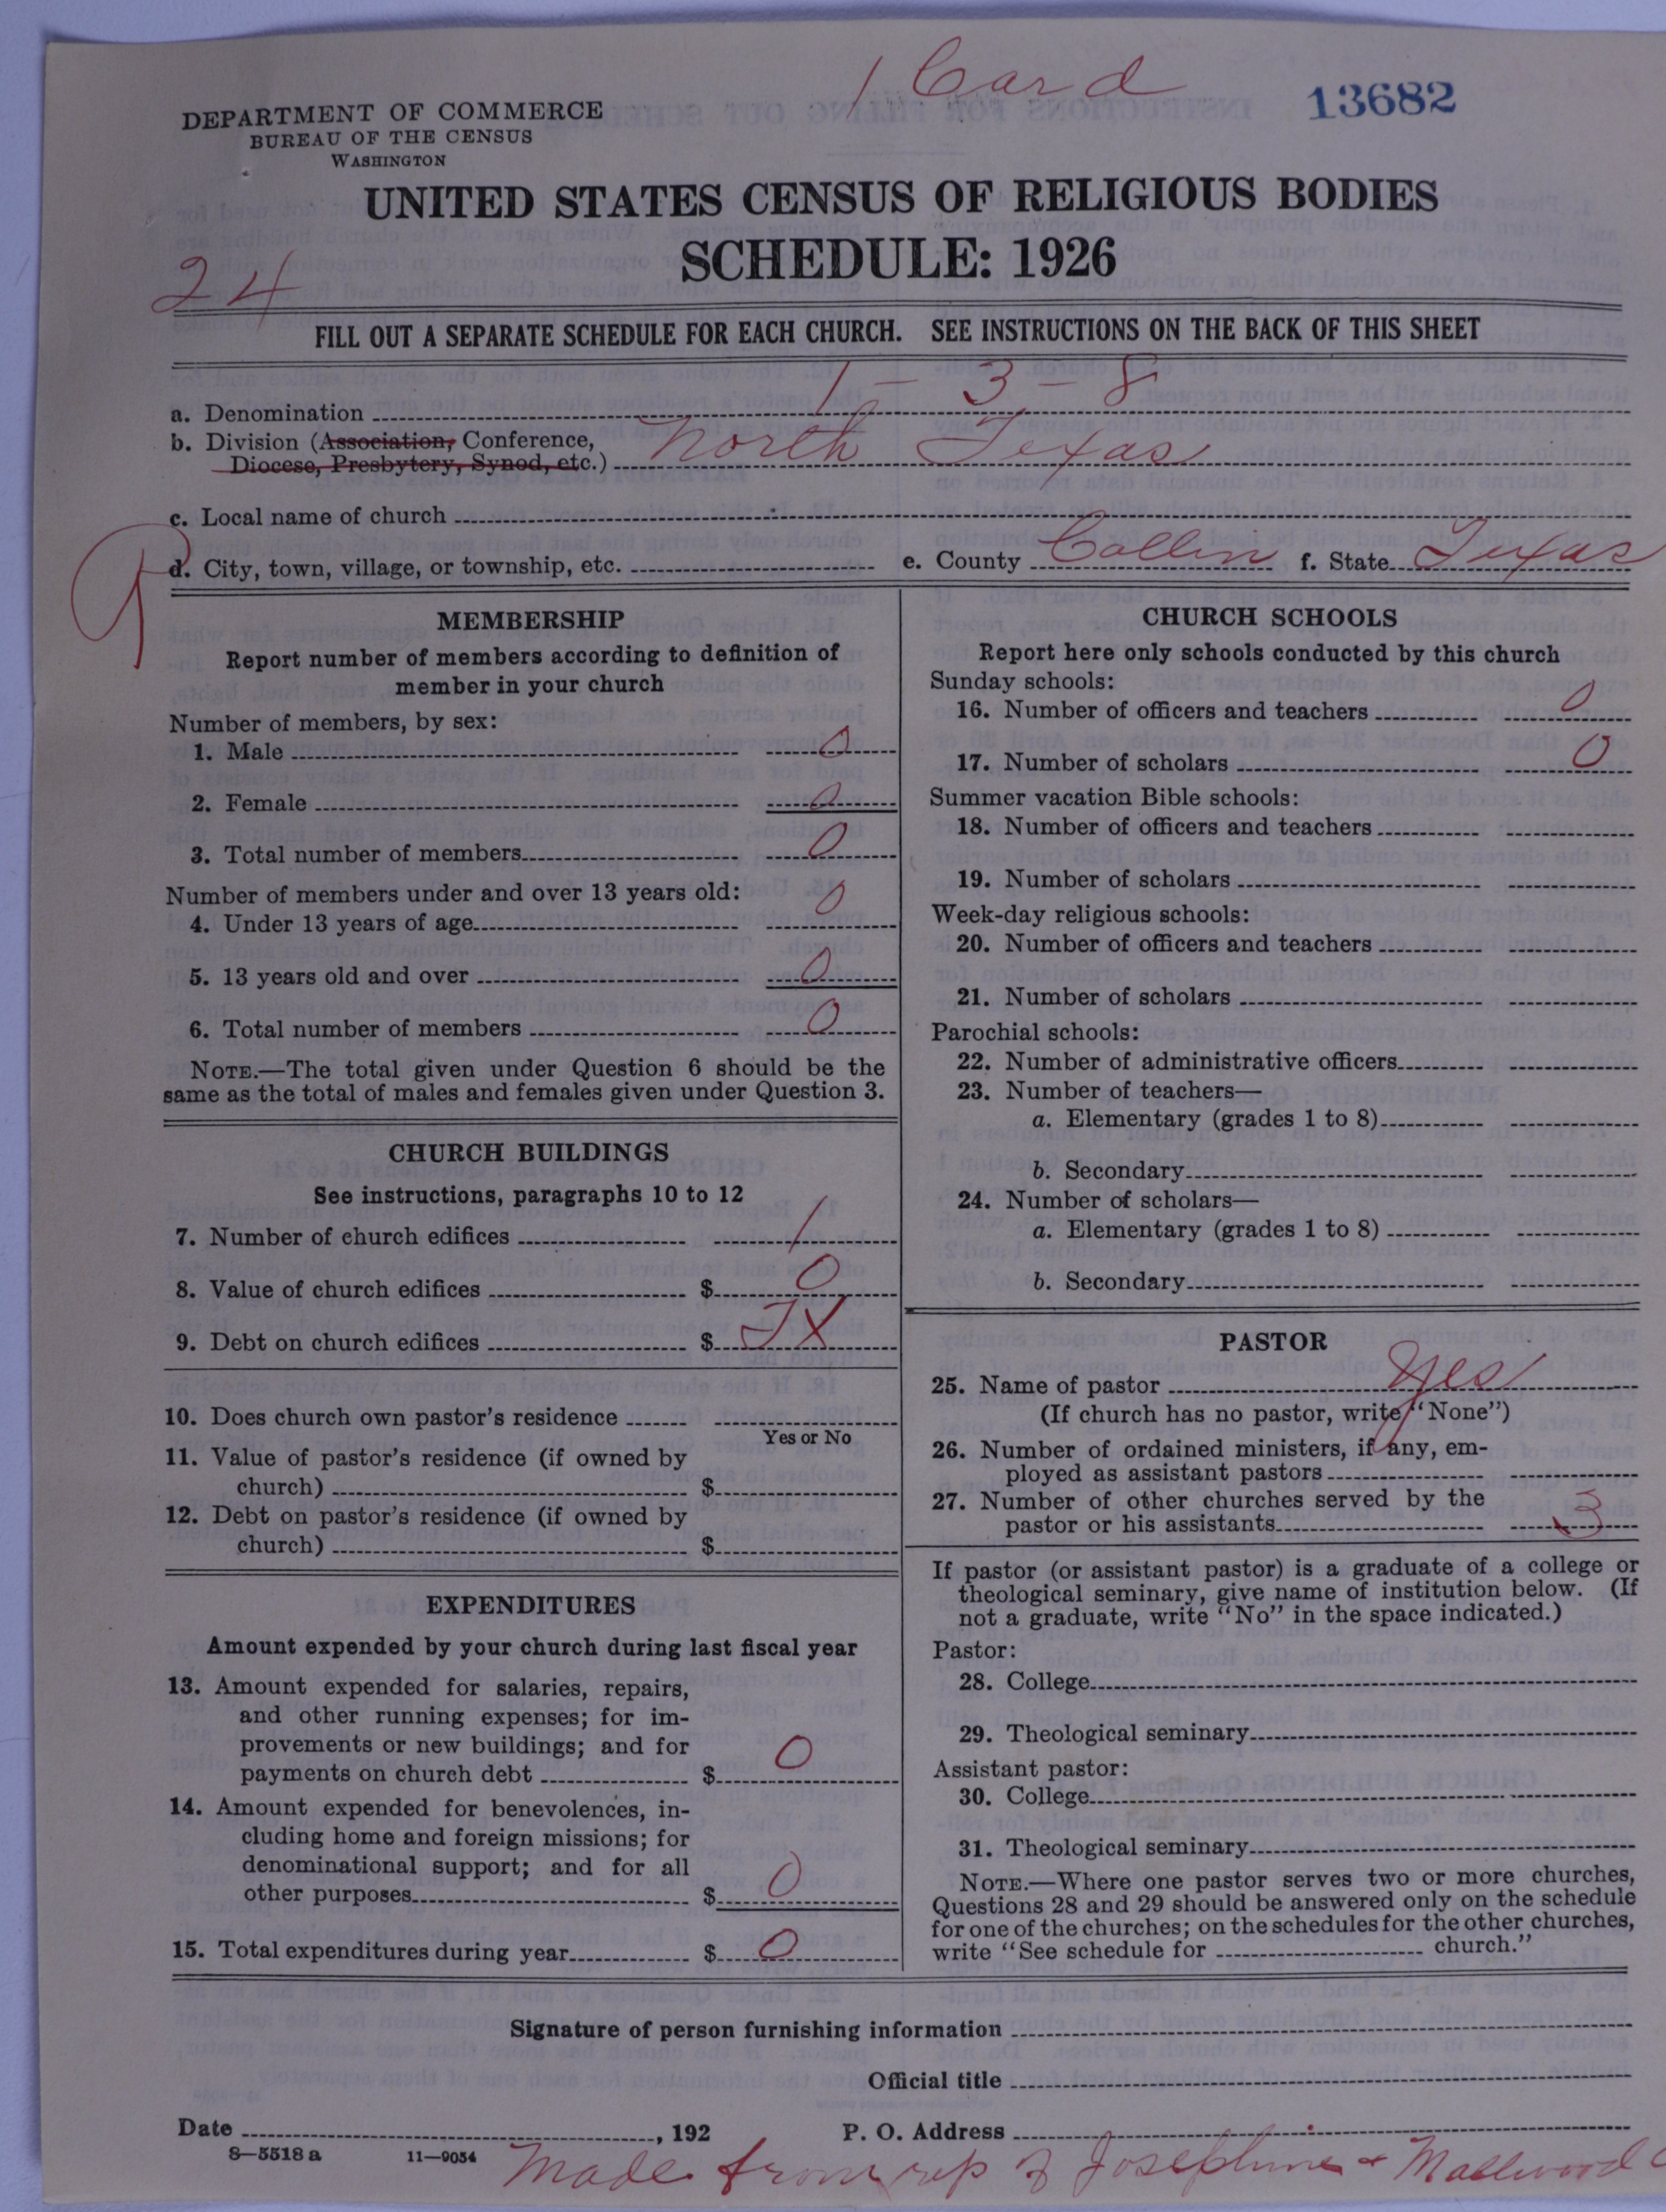 1 Card
13682
DEPARTMENT OF COMMERCE
BUREAU OF THE CENSUS
WASHINGTON
UNITED STATES CENSUS OF RELIGIOUS BODIES
SCHEDULE: 1926
24
FILL OUT A SEPARATE SCHEDULE FOR EACH CHURCH. SEE INSTRUCTIONS ON THE BACK OF THIS SHEET
a. Denomination 1-3-8
b. Division (Association, Conference,
Diocese, Presbytery, Synod, etc.) North Texas
c. Local name of church
d. City, town, village, or township, etc. e. County Collin f. State Texas
MEMBERSHIP
Report number of members according to definition of
member in your church
Number of members, by sex:
1. Male 0
2. Female 0
3. Total number of members 0
Number of members under and over 13 years old:
4. Under 13 years of age 0
5. 13 years old and over 0
6. Total number of members 0
NOTE.—The total given under Question 6 should be the
same as the total of males and females given under Question 3.
CHURCH BUILDINGS
See instructions, paragraphs 10 to 12
7. Number of church edifices 1
8. Value of church edifices $ 0
9. Debt on church edifices $ JX
10. Does church own pastor's residence
Yes or No
11. Value of pastor's residence (if owned by
church) $
12. Debt on pastor's residence (if owned by
church) $
EXPENDITURES
Amount expended by your church during last fiscal year
13. Amount expended for salaries, repairs,
and other running expenses; for im-
provements or new buildings; and for
payments on church debt $ 0
14. Amount expended for benevolences, in-
cluding home and foreign missions; for
denominational support; and for all
other purposes $ 0
15. Total expenditures during year $ 0
CHURCH SCHOOLS
Report here only schools conducted by this church
Sunday schools:
16. Number of officers and teachers 0
17. Number of scholars 0
Summer vacation Bible schools:
18. Number of officers and teachers
19. Number of scholars
Week-day religious schools:
20. Number of officers and teachers
21. Number of scholars
Parochial schools:
22. Number of administrative officers
23. Number of teachers—
a. Elementary (grades 1 to 8)
b. Secondary
24. Number of scholars—
a. Elementary (grades 1 to 8)
b. Secondary
PASTOR
25. Name of pastor Yes
(If church has no pastor, write "None")
26. Number of ordained ministers, if any, em-
ployed as assistant pastors
27. Number of other churches served by the
pastor or his assistants 3
If pastor (or assistant pastor) is a graduate of a college or
theological seminary, give name of institution below. (If
not a graduate, write "No" in the space indicated.)
Pastor:
28. College
29. Theological seminary
Assistant pastor:
30. College
31. Theological seminary
NOTE.—Where one pastor serves two or more churches,
Questions 28 and 29 should be answered only on the schedule
for one of the churches; on the schedules for the other churches,
write "See schedule for church."
Signature of person furnishing information
Official title
Date , 192 P. O. Address
8—5518 a 11—9054
Made from rep of Josephine &